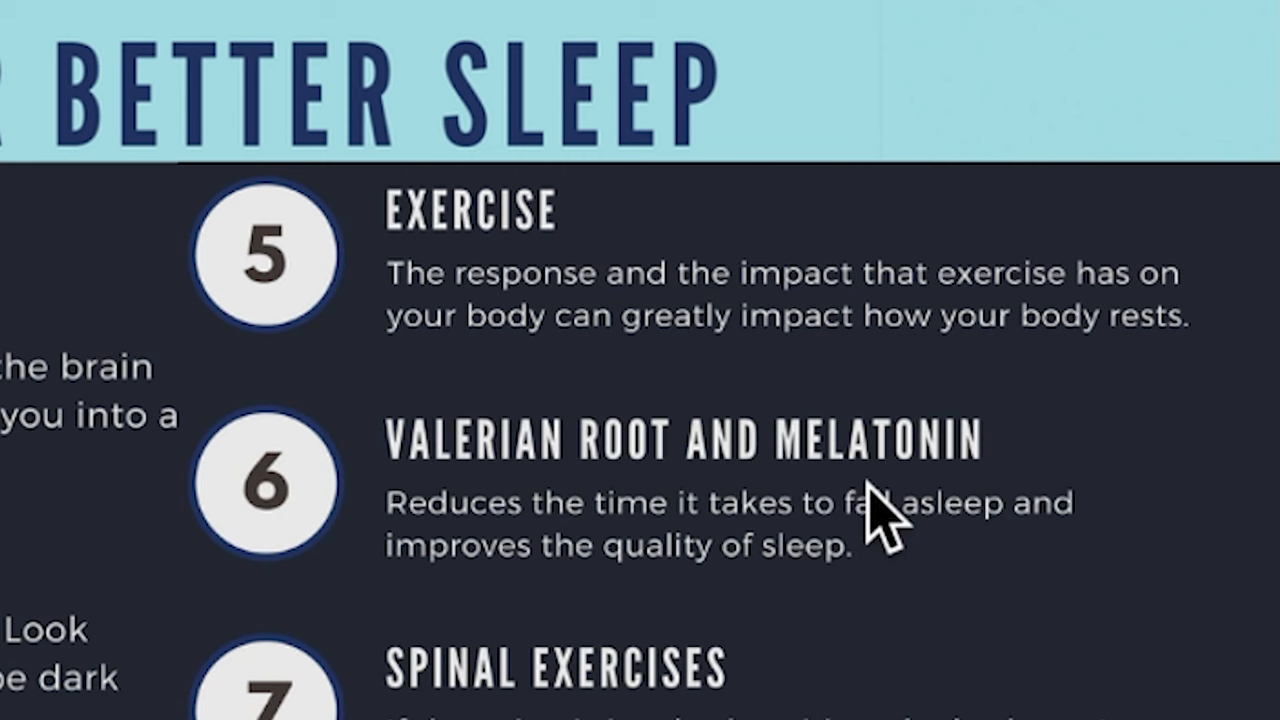 BETTER SLEEP
the brain
you into a
Look
be dark
5
EXERCISE
The response and the impact that exercise has on
your body can greatly impact how your body rests.
6
VALERIAN ROOT AND MELATONIN
Reduces the time it takes to fall asleep and
improves the quality of sleep.
7
SPINAL EXERCISES